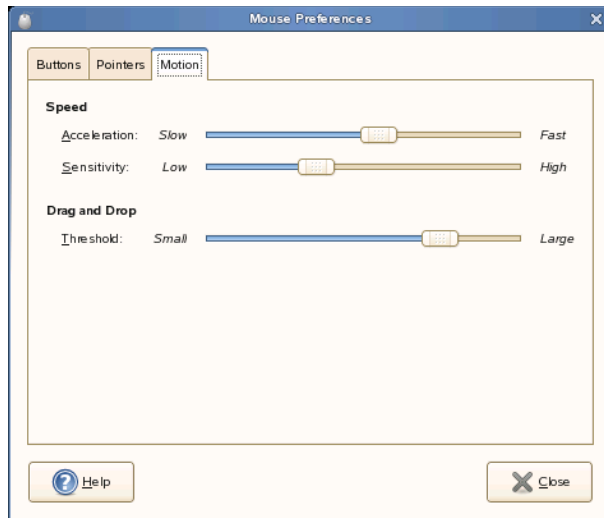 Mouse Preferences
Buttons Pointers Motion
Speed
Acceleration: Slow Fast
Sensitivity: Low High
Drag and Drop
Threshold: Small Large
Help Close